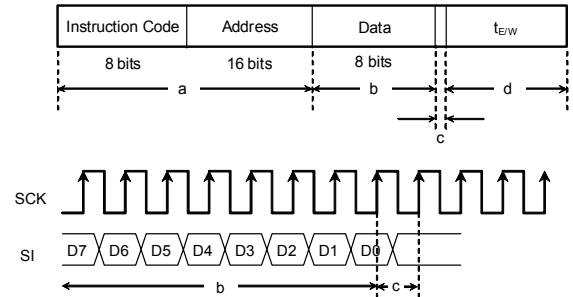 Instruction Code Address Data tE/W
8 bits 16 bits 8 bits
a b d
c
SCK
SI D7 D6 D5 D4 D3 D2 D1 D0
b c